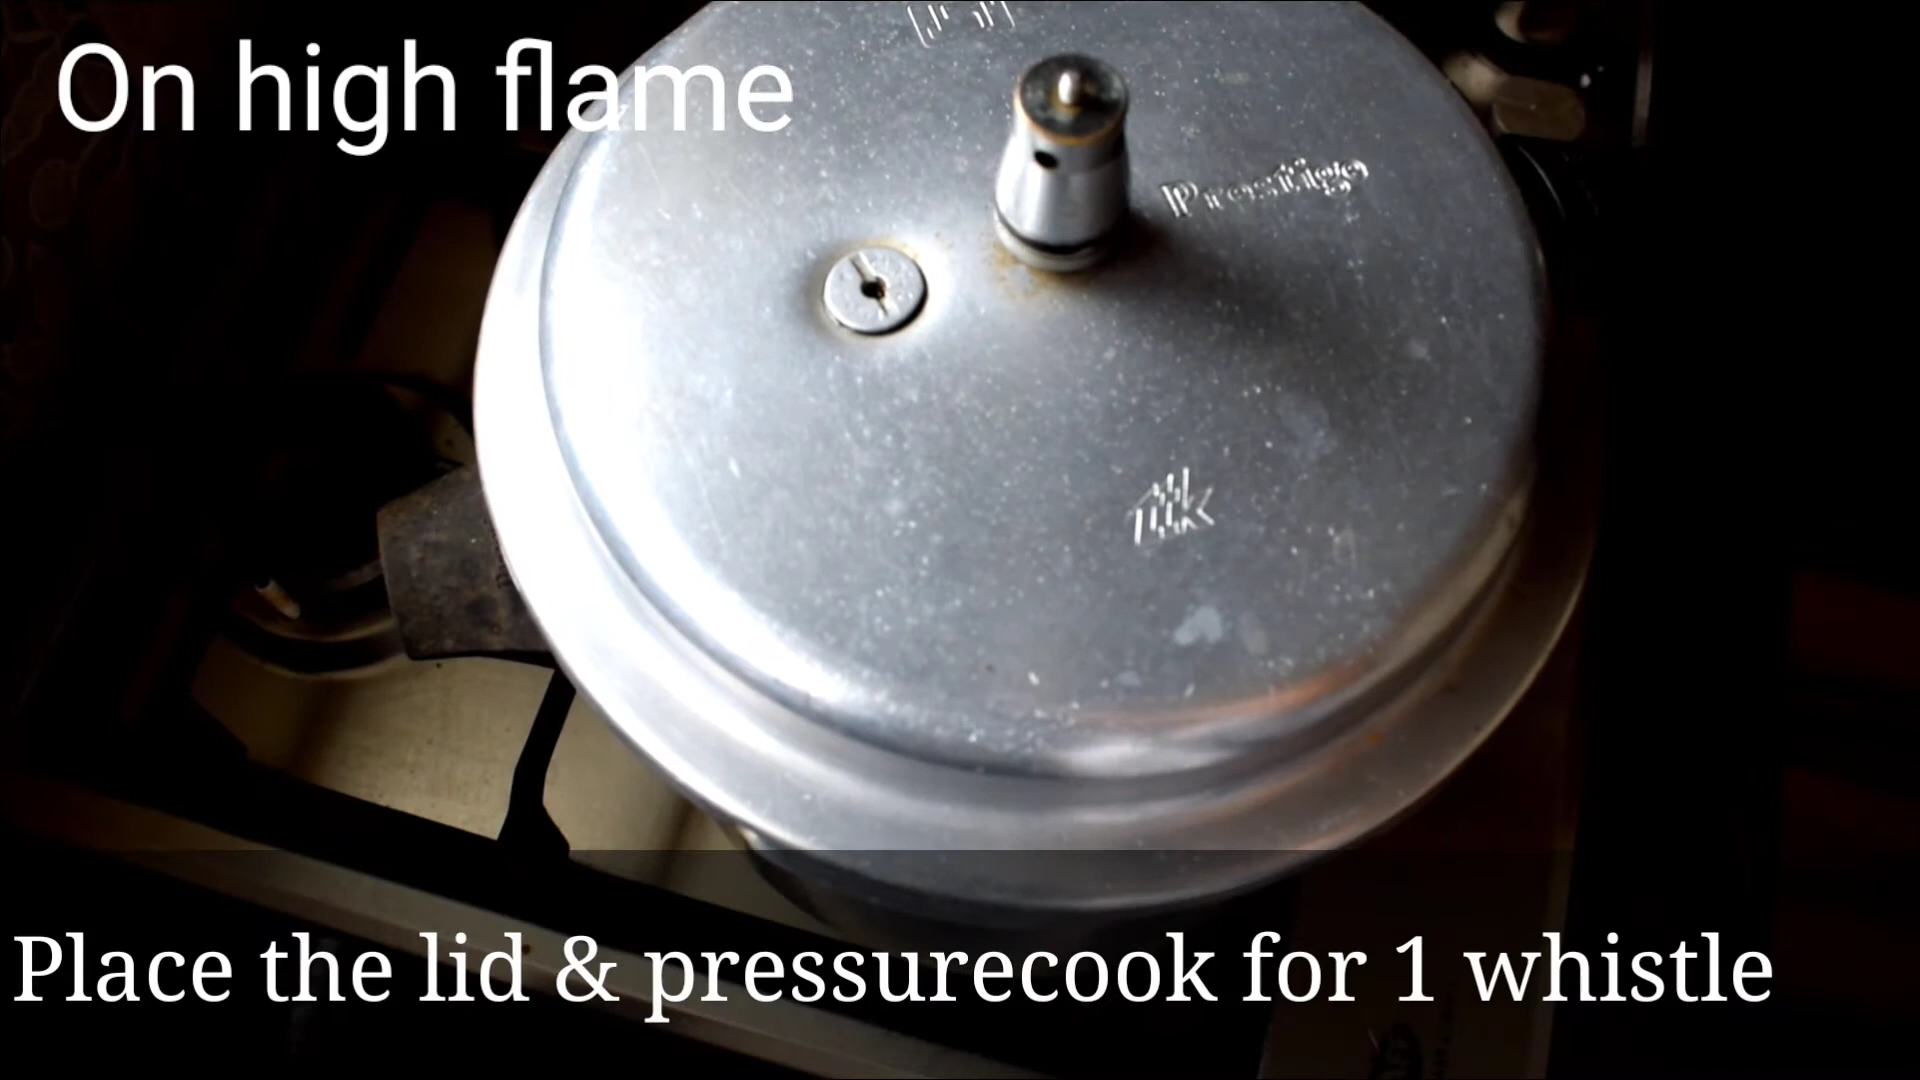 On high flame
Prestige
Place the lid & pressurecook for 1 whistle